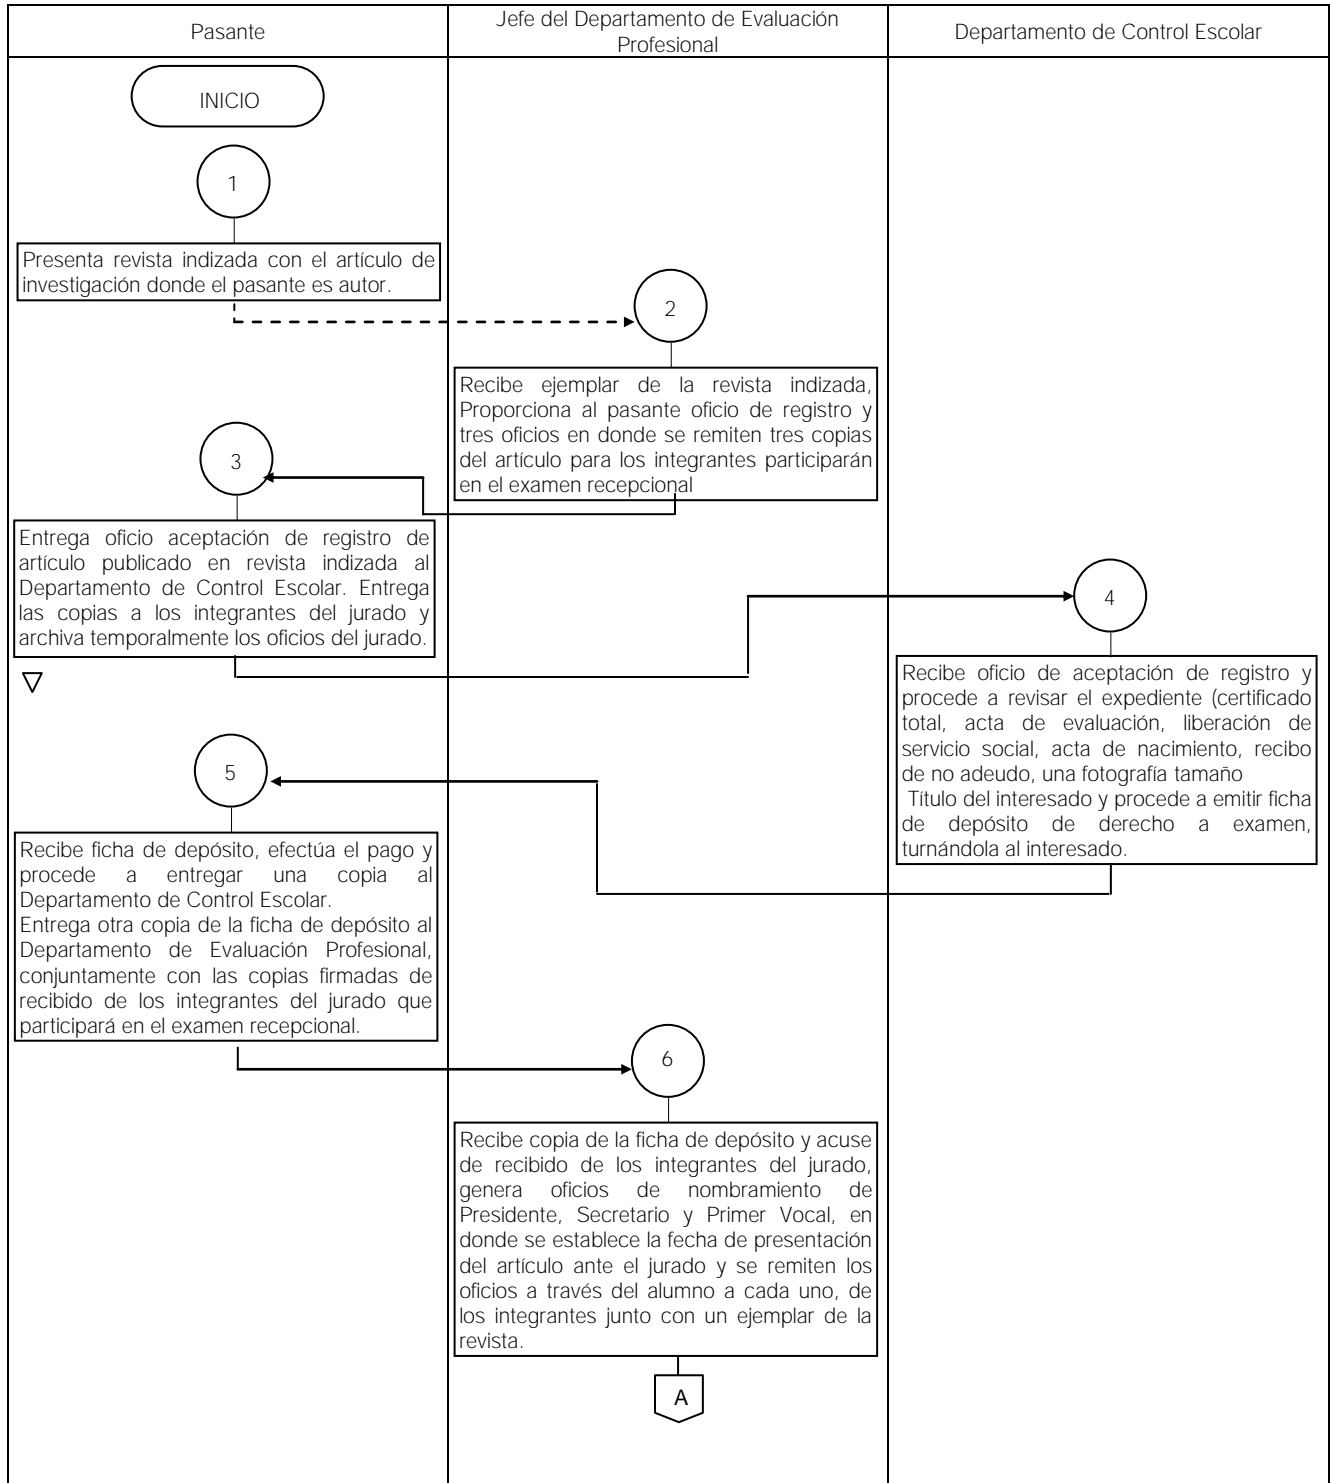 Pasante
Jefe del Departamento de Evaluación
Profesional
Departamento de Control Escolar
INICIO
1
Presenta revista indizada con el artículo de
investigación donde el pasante es autor.
2
Recibe ejemplar de la revista indizada,
Proporciona al pasante oficio de registro y
tres oficios en donde se remiten tres copias
del artículo para los integrantes participarán
en el examen recepcional
3
Entrega oficio aceptación de registro de
artículo publicado en revista indizada al
Departamento de Control Escolar. Entrega
las copias a los integrantes del jurado y
archiva temporalmente los oficios del jurado.
4
Recibe oficio de aceptación de registro y
procede a revisar el expediente (certificado
total, acta de evaluación, liberación de
servicio social, acta de nacimiento, recibo
de no adeudo, una fotografía tamaño
Título del interesado y procede a emitir ficha
de depósito de derecho a examen,
turnándola al interesado.
5
Recibe ficha de depósito, efectúa el pago y
procede a entregar una copia al
Departamento de Control Escolar.
Entrega otra copia de la ficha de depósito al
Departamento de Evaluación Profesional,
conjuntamente con las copias firmadas de
recibido de los integrantes del jurado que
participará en el examen recepcional.
6
Recibe copia de la ficha de depósito y acuse
de recibido de los integrantes del jurado,
genera oficios de nombramiento de
Presidente, Secretario y Primer Vocal, en
donde se establece la fecha de presentación
del artículo ante el jurado y se remiten los
oficios a través del alumno a cada uno, de
los integrantes junto con un ejemplar de la
revista.
A